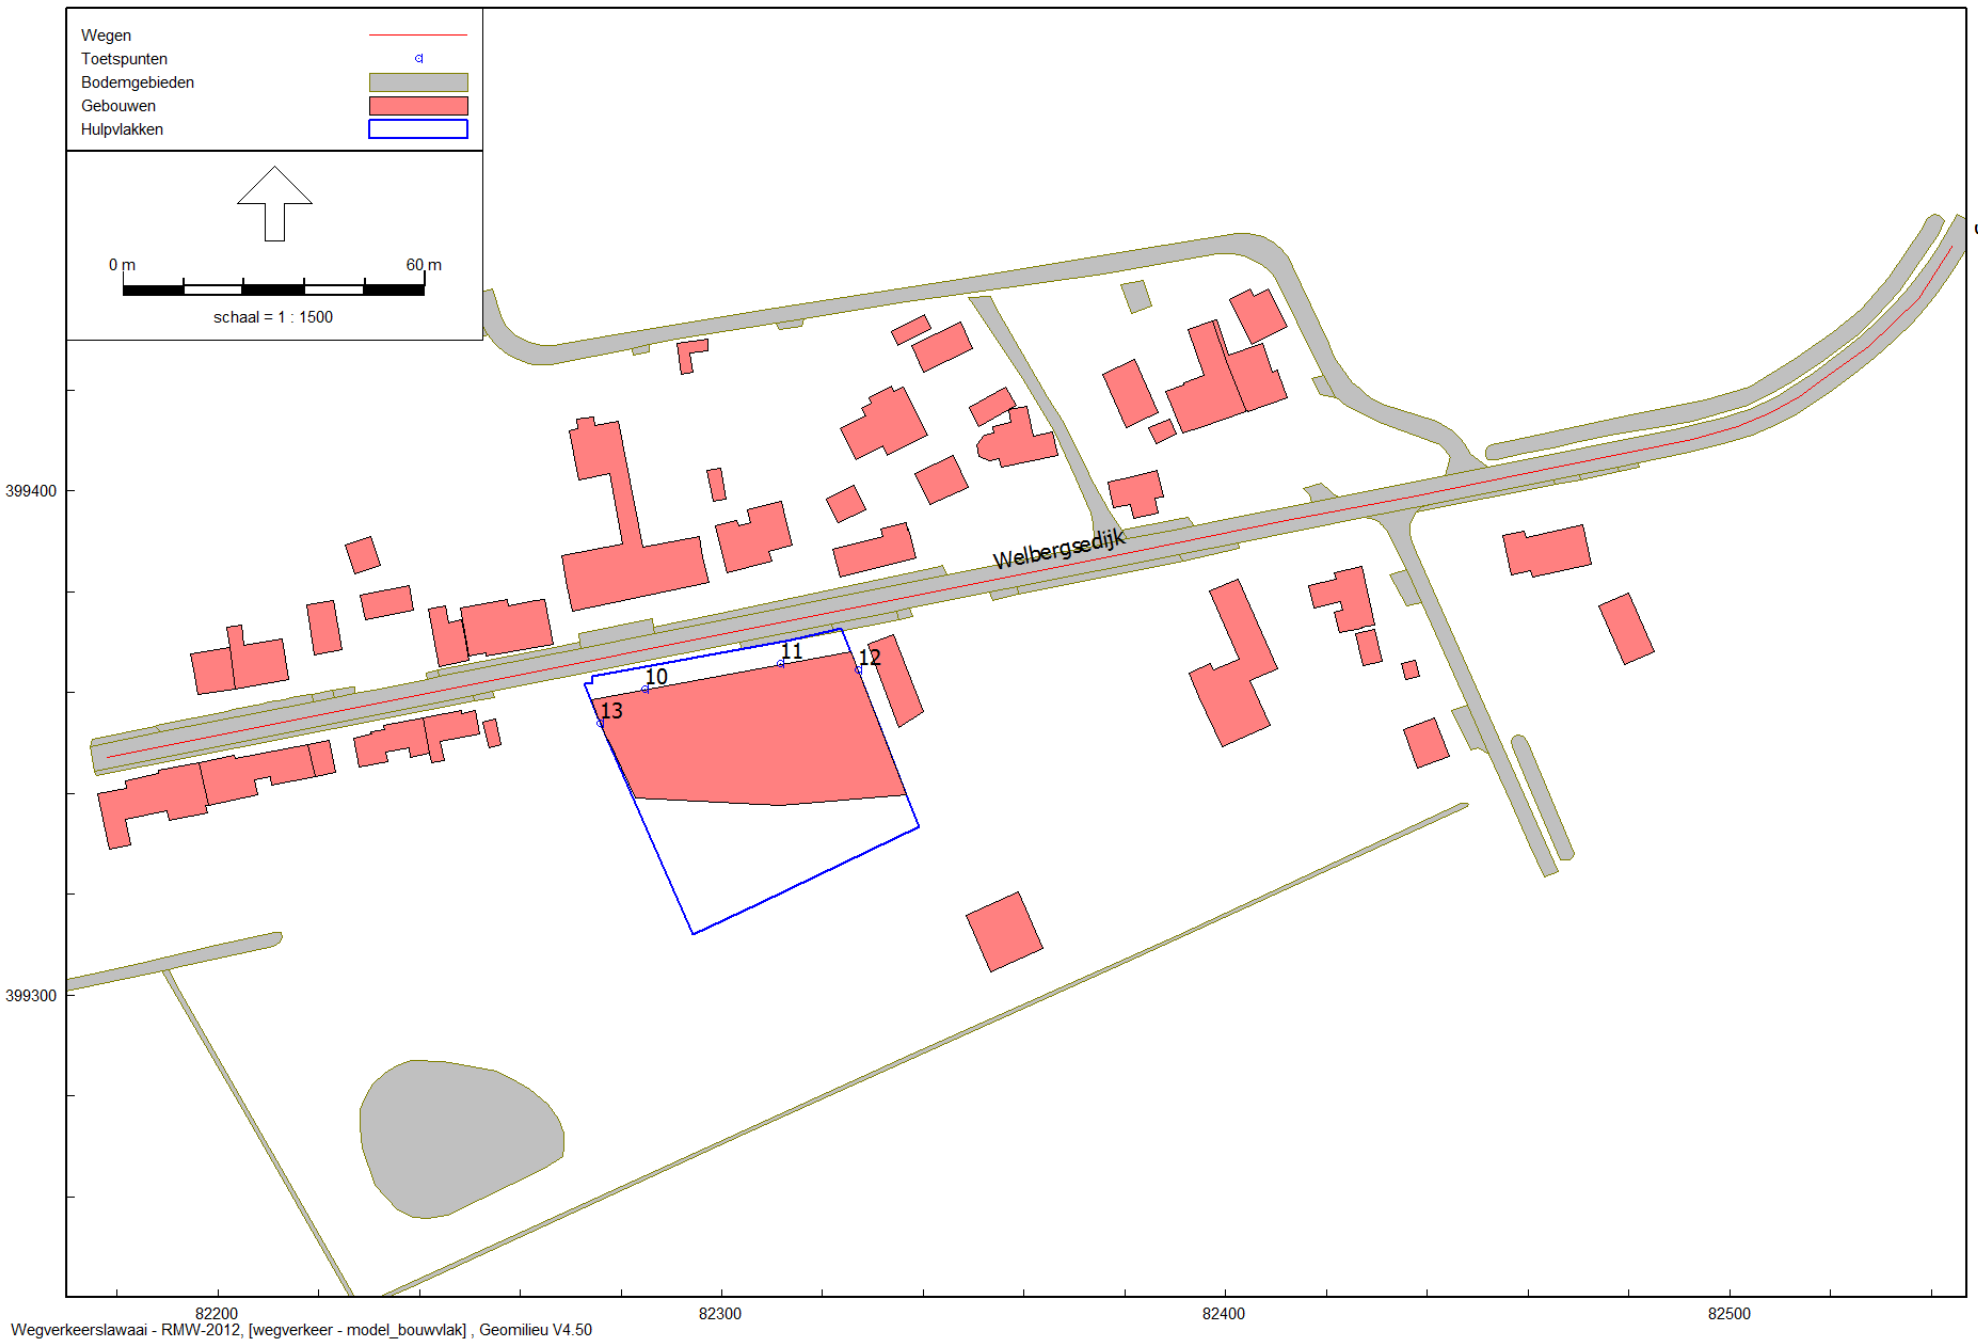 Wegen
Toetspunten
Bodemgebieden
Gebouwen
Hulpvlakken
0 m 60 m
schaal = 1 : 1500
399400
Welbergsedijk
11
12
10
13
399300
82200 82300 82400 82500
Wegverkeerslawaai - RMW-2012, [wegverkeer - model_bouwvlak] , Geomilieu V4.50